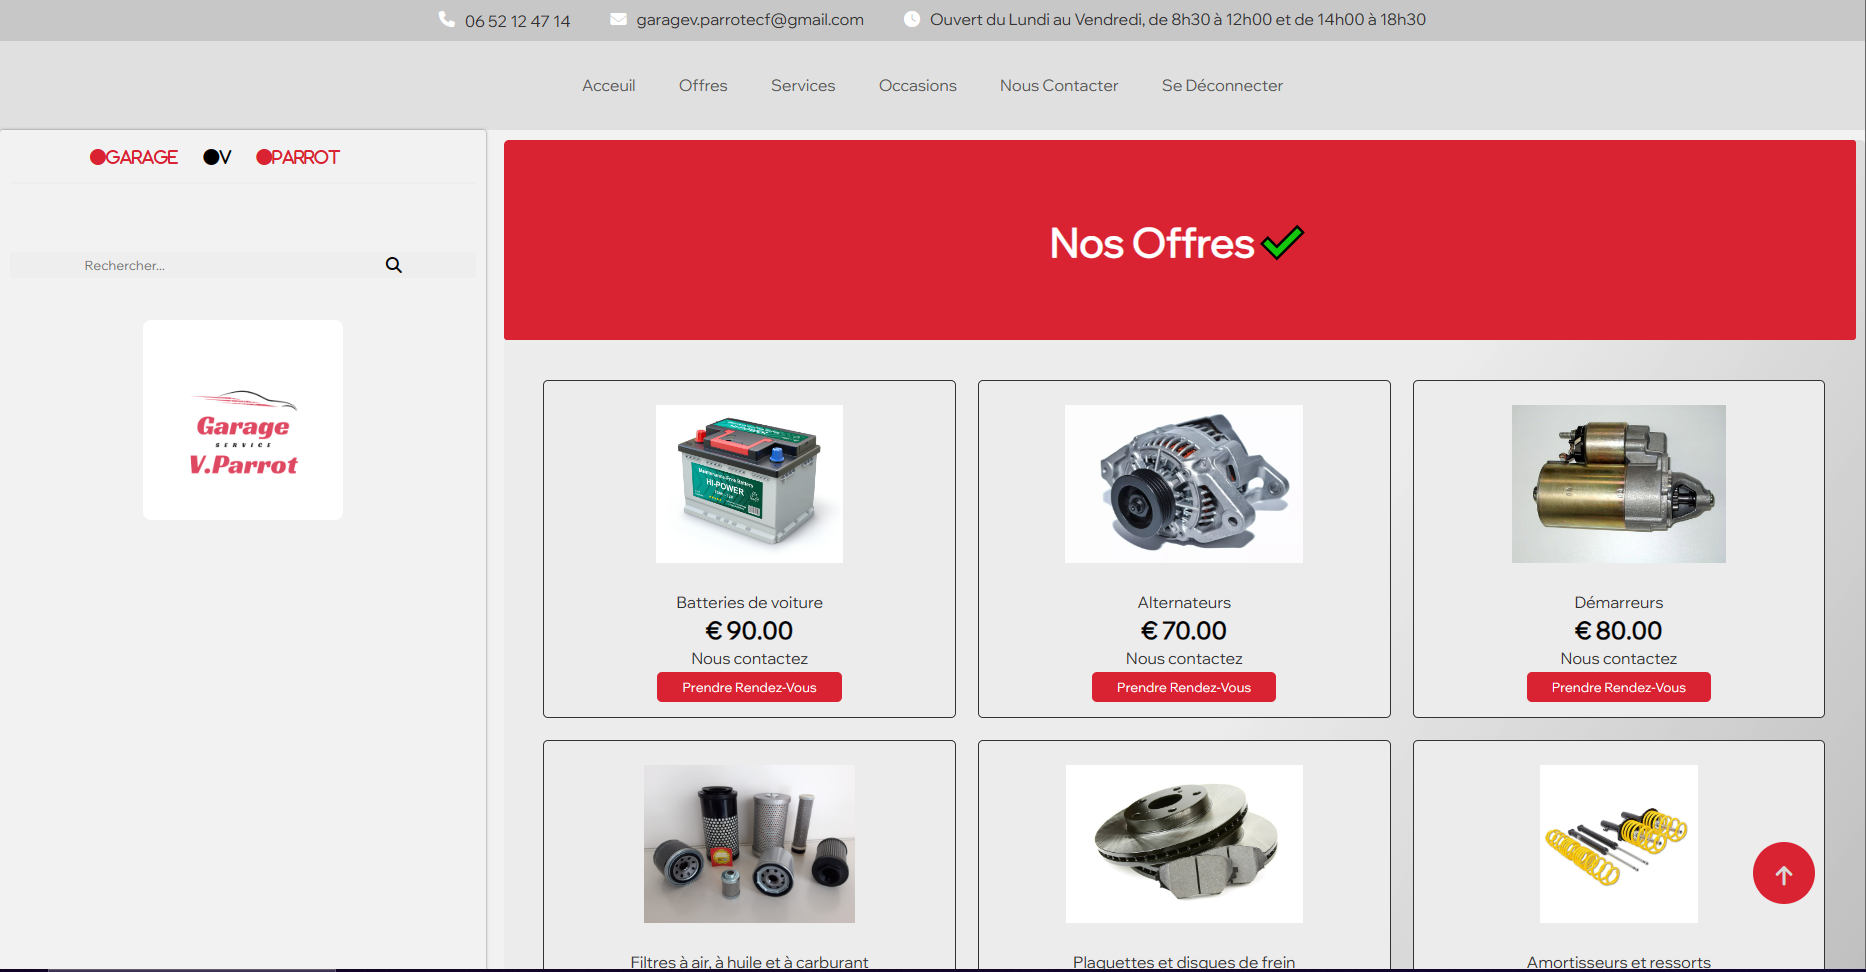 06 52 12 47 14
garagev.parrotecf@gmail.com
Ouvert du Lundi au Vendredi, de 8h30 à 12h00 et de 14h00 à 18h30
Acceuil
Offres
Services
Occasions
Nous Contacter
Se Déconnecter
GARAGE V PARROT
Rechercher...
Garage
SERVICE
V.Parrot
Nos Offres
HI-POWER
Batteries de voiture
€ 90.00
Nous contactez
Prendre Rendez-Vous
Alternateurs
€ 70.00
Nous contactez
Prendre Rendez-Vous
Démarreurs
€ 80.00
Nous contactez
Prendre Rendez-Vous
Filtres à air, à huile et à carburant
Plaquettes et disques de frein
Amortisseurs et ressorts